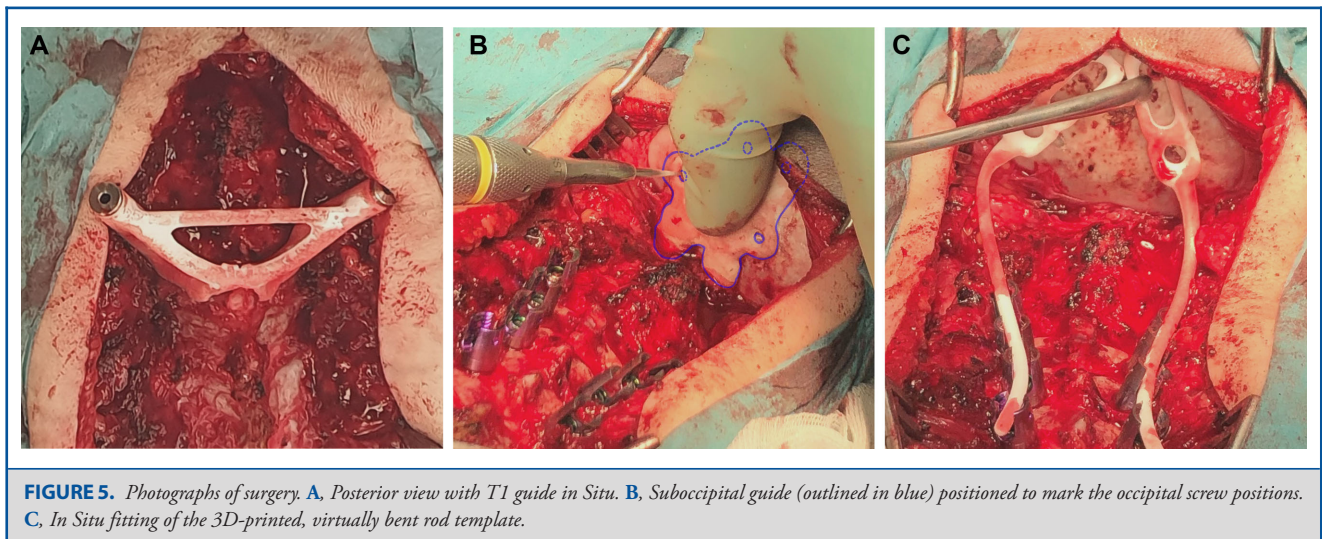 A
B
C
FIGURE 5. Photographs of surgery. A, Posterior view with T1 guide in Situ. B, Suboccipital guide (outlined in blue) positioned to mark the occipital screw positions.
C, In Situ fitting of the 3D-printed, virtually bent rod template.